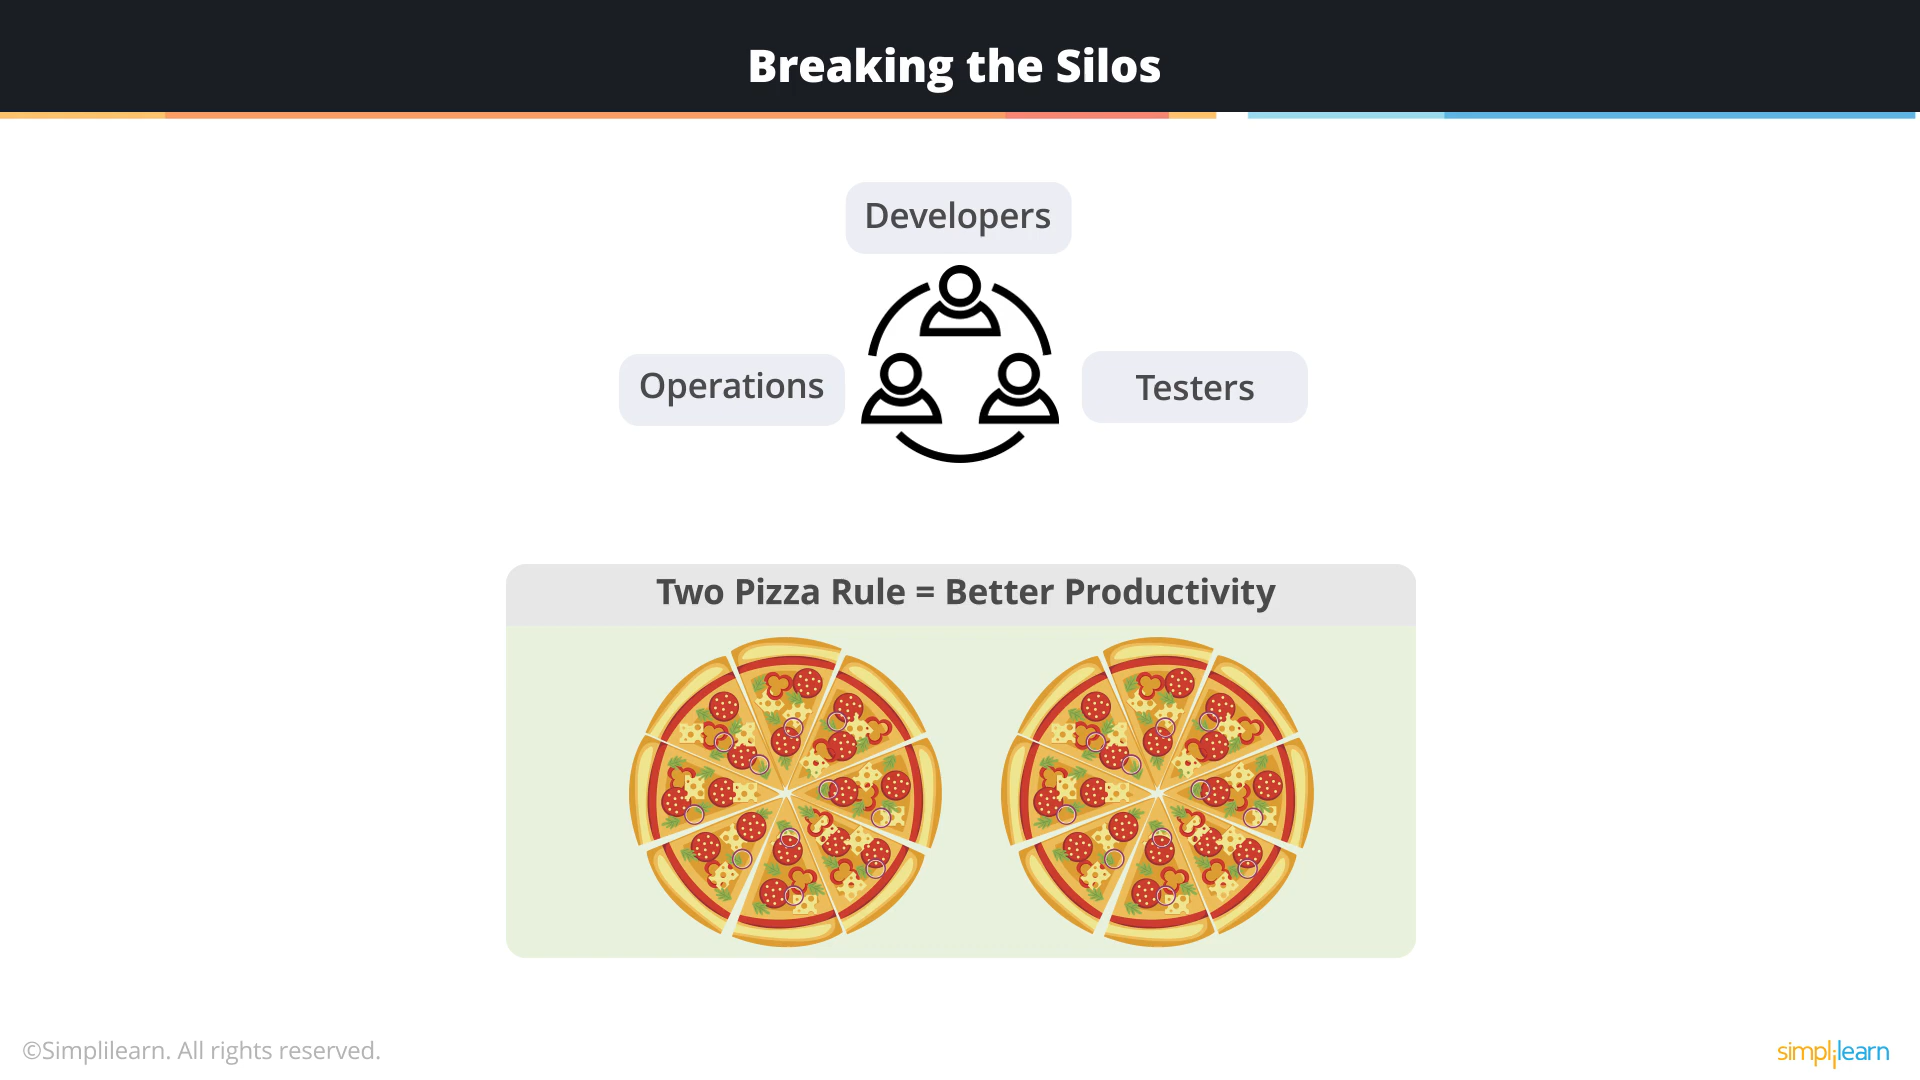 Breaking the Silos
Developers
Operations
Testers
Two Pizza Rule = Better Productivity
©Simplilearn. All rights reserved.
simplilearn